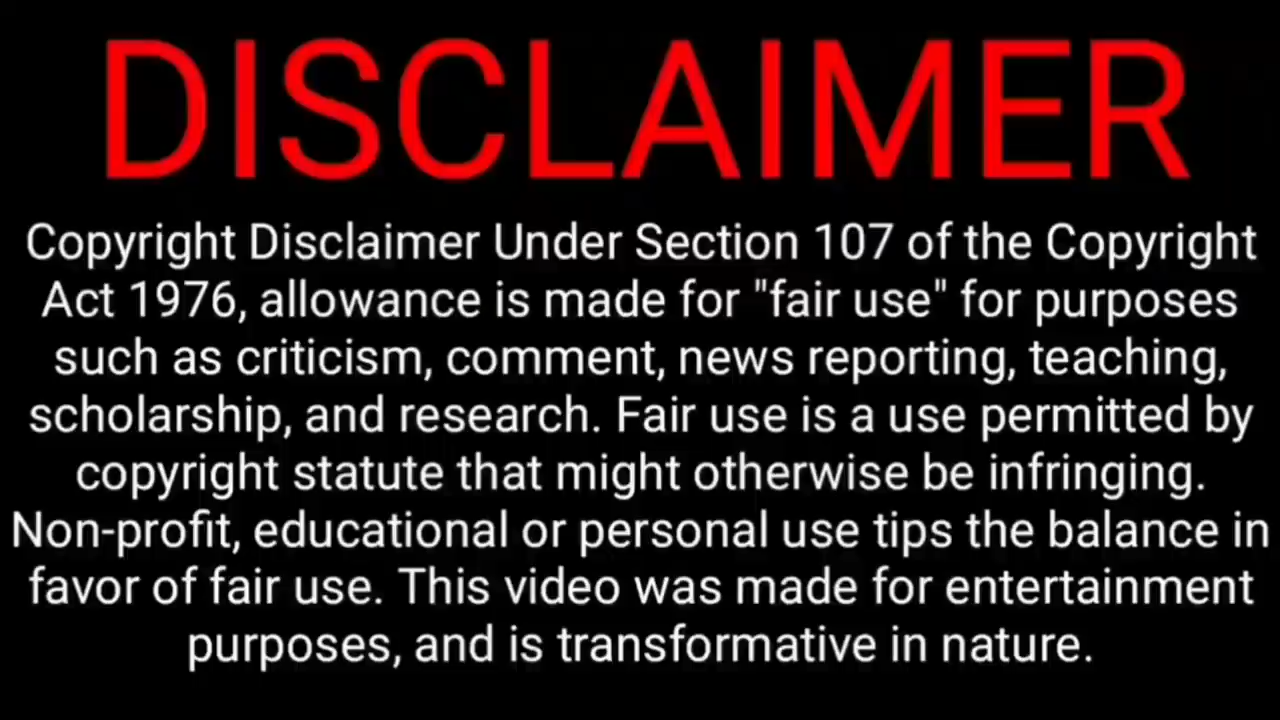 DISCLAIMER
Copyright Disclaimer Under Section 107 of the Copyright
Act 1976, allowance is made for "fair use" for purposes
such as criticism, comment, news reporting, teaching,
scholarship, and research. Fair use is a use permitted by
copyright statute that might otherwise be infringing.
Non-profit, educational or personal use tips the balance in
favor of fair use. This video was made for entertainment
purposes, and is transformative in nature.